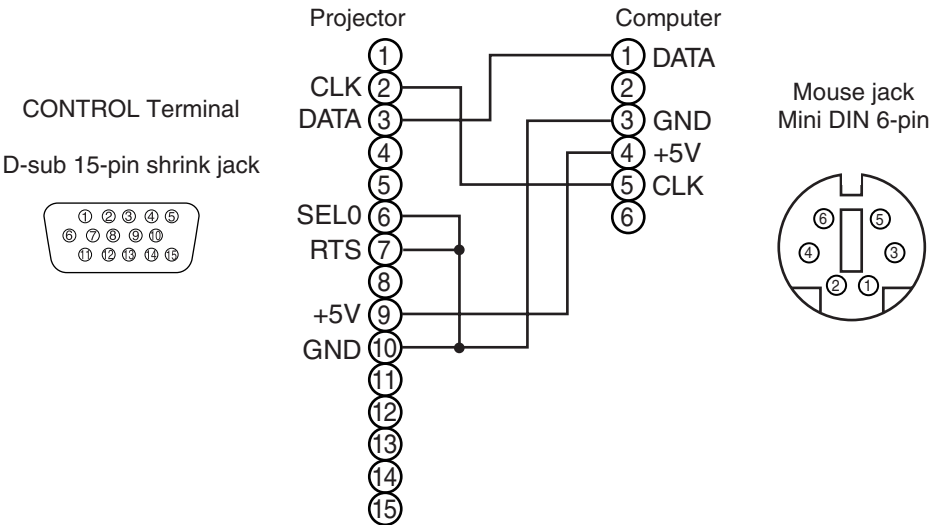 Projector
Computer
CONTROL Terminal
D-sub 15-pin shrink jack
① ② ③ ④ ⑤
⑥ ⑦ ⑧ ⑨ ⑩
⑪ ⑫ ⑬ ⑭ ⑮
①
CLK ②
DATA ③
④
⑤
SEL0 ⑥
RTS ⑦
⑧
+5V ⑨
GND ⑩
⑪
⑫
⑬
⑭
⑮
① DATA
②
③ GND
④ +5V
⑤ CLK
⑥
Mouse jack
Mini DIN 6-pin
⑥ ⑤
④ ③
② ①